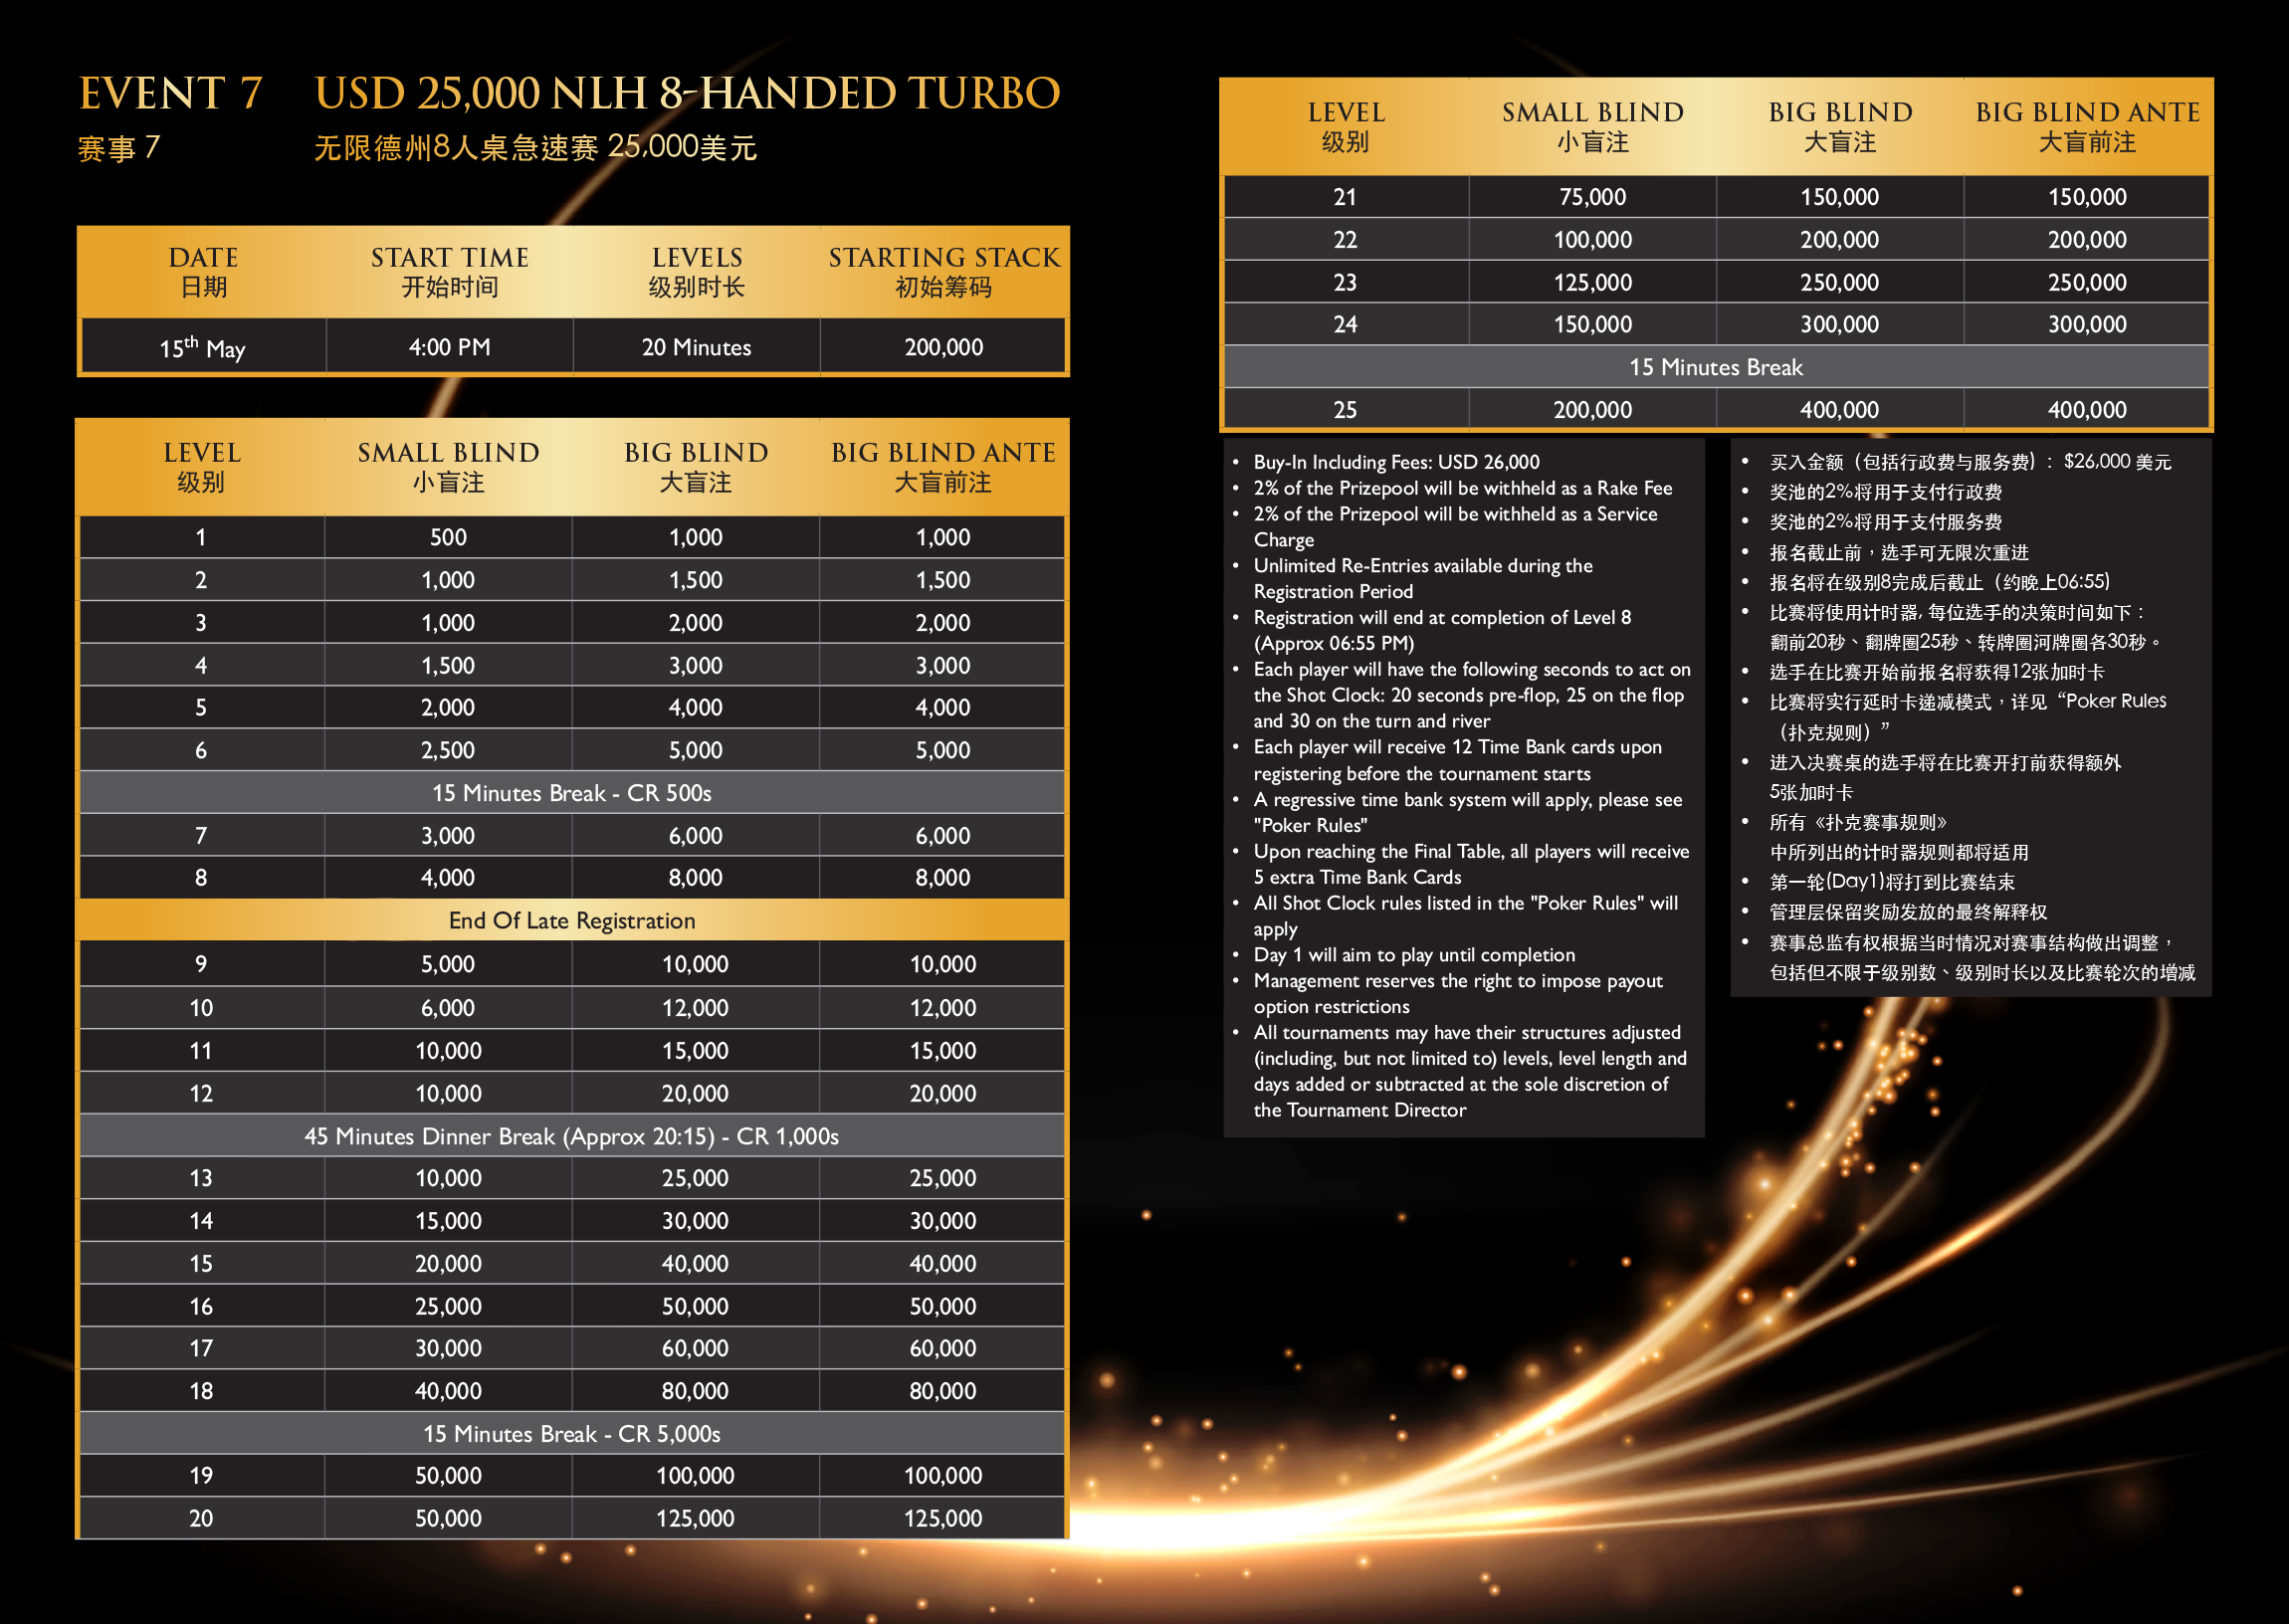 EVENT 7 USD 25,000 NLH 8-HANDED TURBO
赛事 7 无限德州8人桌急速赛 25,000美元
DATE START TIME LEVELS STARTING STACK
日期 开始时间 级别时长 初始筹码
15th May 4:00 PM 20 Minutes 200,000
LEVEL SMALL BLIND BIG BLIND BIG BLIND ANTE
级别 小盲注 大盲注 大盲前注
1 500 1,000 1,000
2 1,000 1,500 1,500
3 1,000 2,000 2,000
4 1,500 3,000 3,000
5 2,000 4,000 4,000
6 2,500 5,000 5,000
15 Minutes Break - CR 500s
7 3,000 6,000 6,000
8 4,000 8,000 8,000
End Of Late Registration
9 5,000 10,000 10,000
10 6,000 12,000 12,000
11 10,000 15,000 15,000
12 10,000 20,000 20,000
45 Minutes Dinner Break (Approx 20:15) - CR 1,000s
13 10,000 25,000 25,000
14 15,000 30,000 30,000
15 20,000 40,000 40,000
16 25,000 50,000 50,000
17 30,000 60,000 60,000
18 40,000 80,000 80,000
15 Minutes Break - CR 5,000s
19 50,000 100,000 100,000
20 50,000 125,000 125,000
LEVEL SMALL BLIND BIG BLIND BIG BLIND ANTE
级别 小盲注 大盲注 大盲前注
21 75,000 150,000 150,000
22 100,000 200,000 200,000
23 125,000 250,000 250,000
24 150,000 300,000 300,000
15 Minutes Break
25 200,000 400,000 400,000
• Buy-In Including Fees: USD 26,000
• 2% of the Prizepool will be withheld as a Rake Fee
• 2% of the Prizepool will be withheld as a Service
Charge
• Unlimited Re-Entries available during the
Registration Period
• Registration will end at completion of Level 8
(Approx 06:55 PM)
• Each player will have the following seconds to act on
the Shot Clock: 20 seconds pre-flop, 25 on the flop
and 30 on the turn and river
• Each player will receive 12 Time Bank cards upon
registering before the tournament starts
• A regressive time bank system will apply, please see
"Poker Rules"
• Upon reaching the Final Table, all players will receive
5 extra Time Bank Cards
• All Shot Clock rules listed in the "Poker Rules" will
apply
• Day 1 will aim to play until completion
• Management reserves the right to impose payout
option restrictions
• All tournaments may have their structures adjusted
(including, but not limited to) levels, level length and
days added or subtracted at the sole discretion of
the Tournament Director
• 买入金额（包括行政费与服务费）：$26,000 美元
• 奖池的2%将用于支付行政费
• 奖池的2%将用于支付服务费
• 报名截止前，选手可无限次重进
• 报名将在级别8完成后截止（约晚上06:55)
• 比赛将使用计时器, 每位选手的决策时间如下：
翻前20秒、翻牌圈25秒、转牌圈河牌圈各30秒。
• 选手在比赛开始前报名将获得12张加时卡
• 比赛将实行延时卡递减模式，详见“Poker Rules
（扑克规则）”
• 进入决赛桌的选手将在比赛开打前获得额外
5张加时卡
• 所有《扑克赛事规则》
中所列出的计时器规则都将适用
• 第一轮(Day1)将打到比赛结束
• 管理层保留奖励发放的最终解释权
• 赛事总监有权根据当时情况对赛事结构做出调整，
包括但不限于级别数、级别时长以及比赛轮次的增减